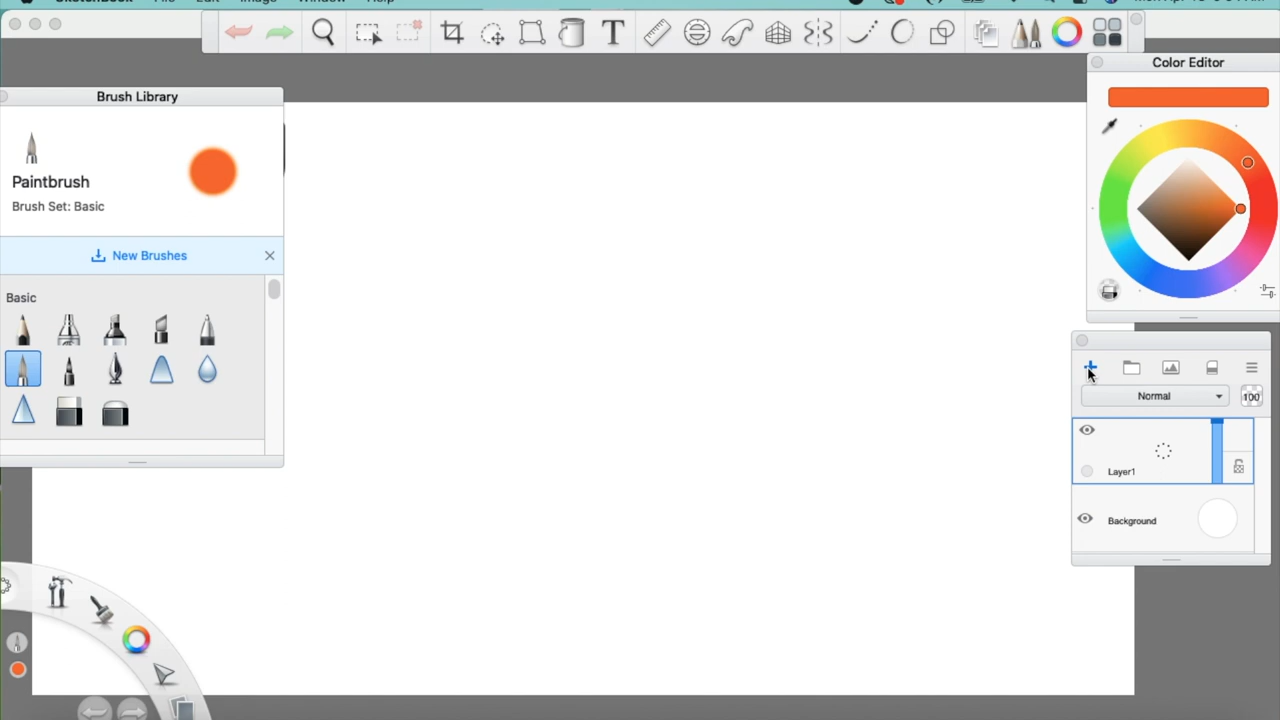 Color Editor
Brush Library
Paintbrush
Brush Set: Basic
New Brushes
Basic
Normal
100
Layer1
Background